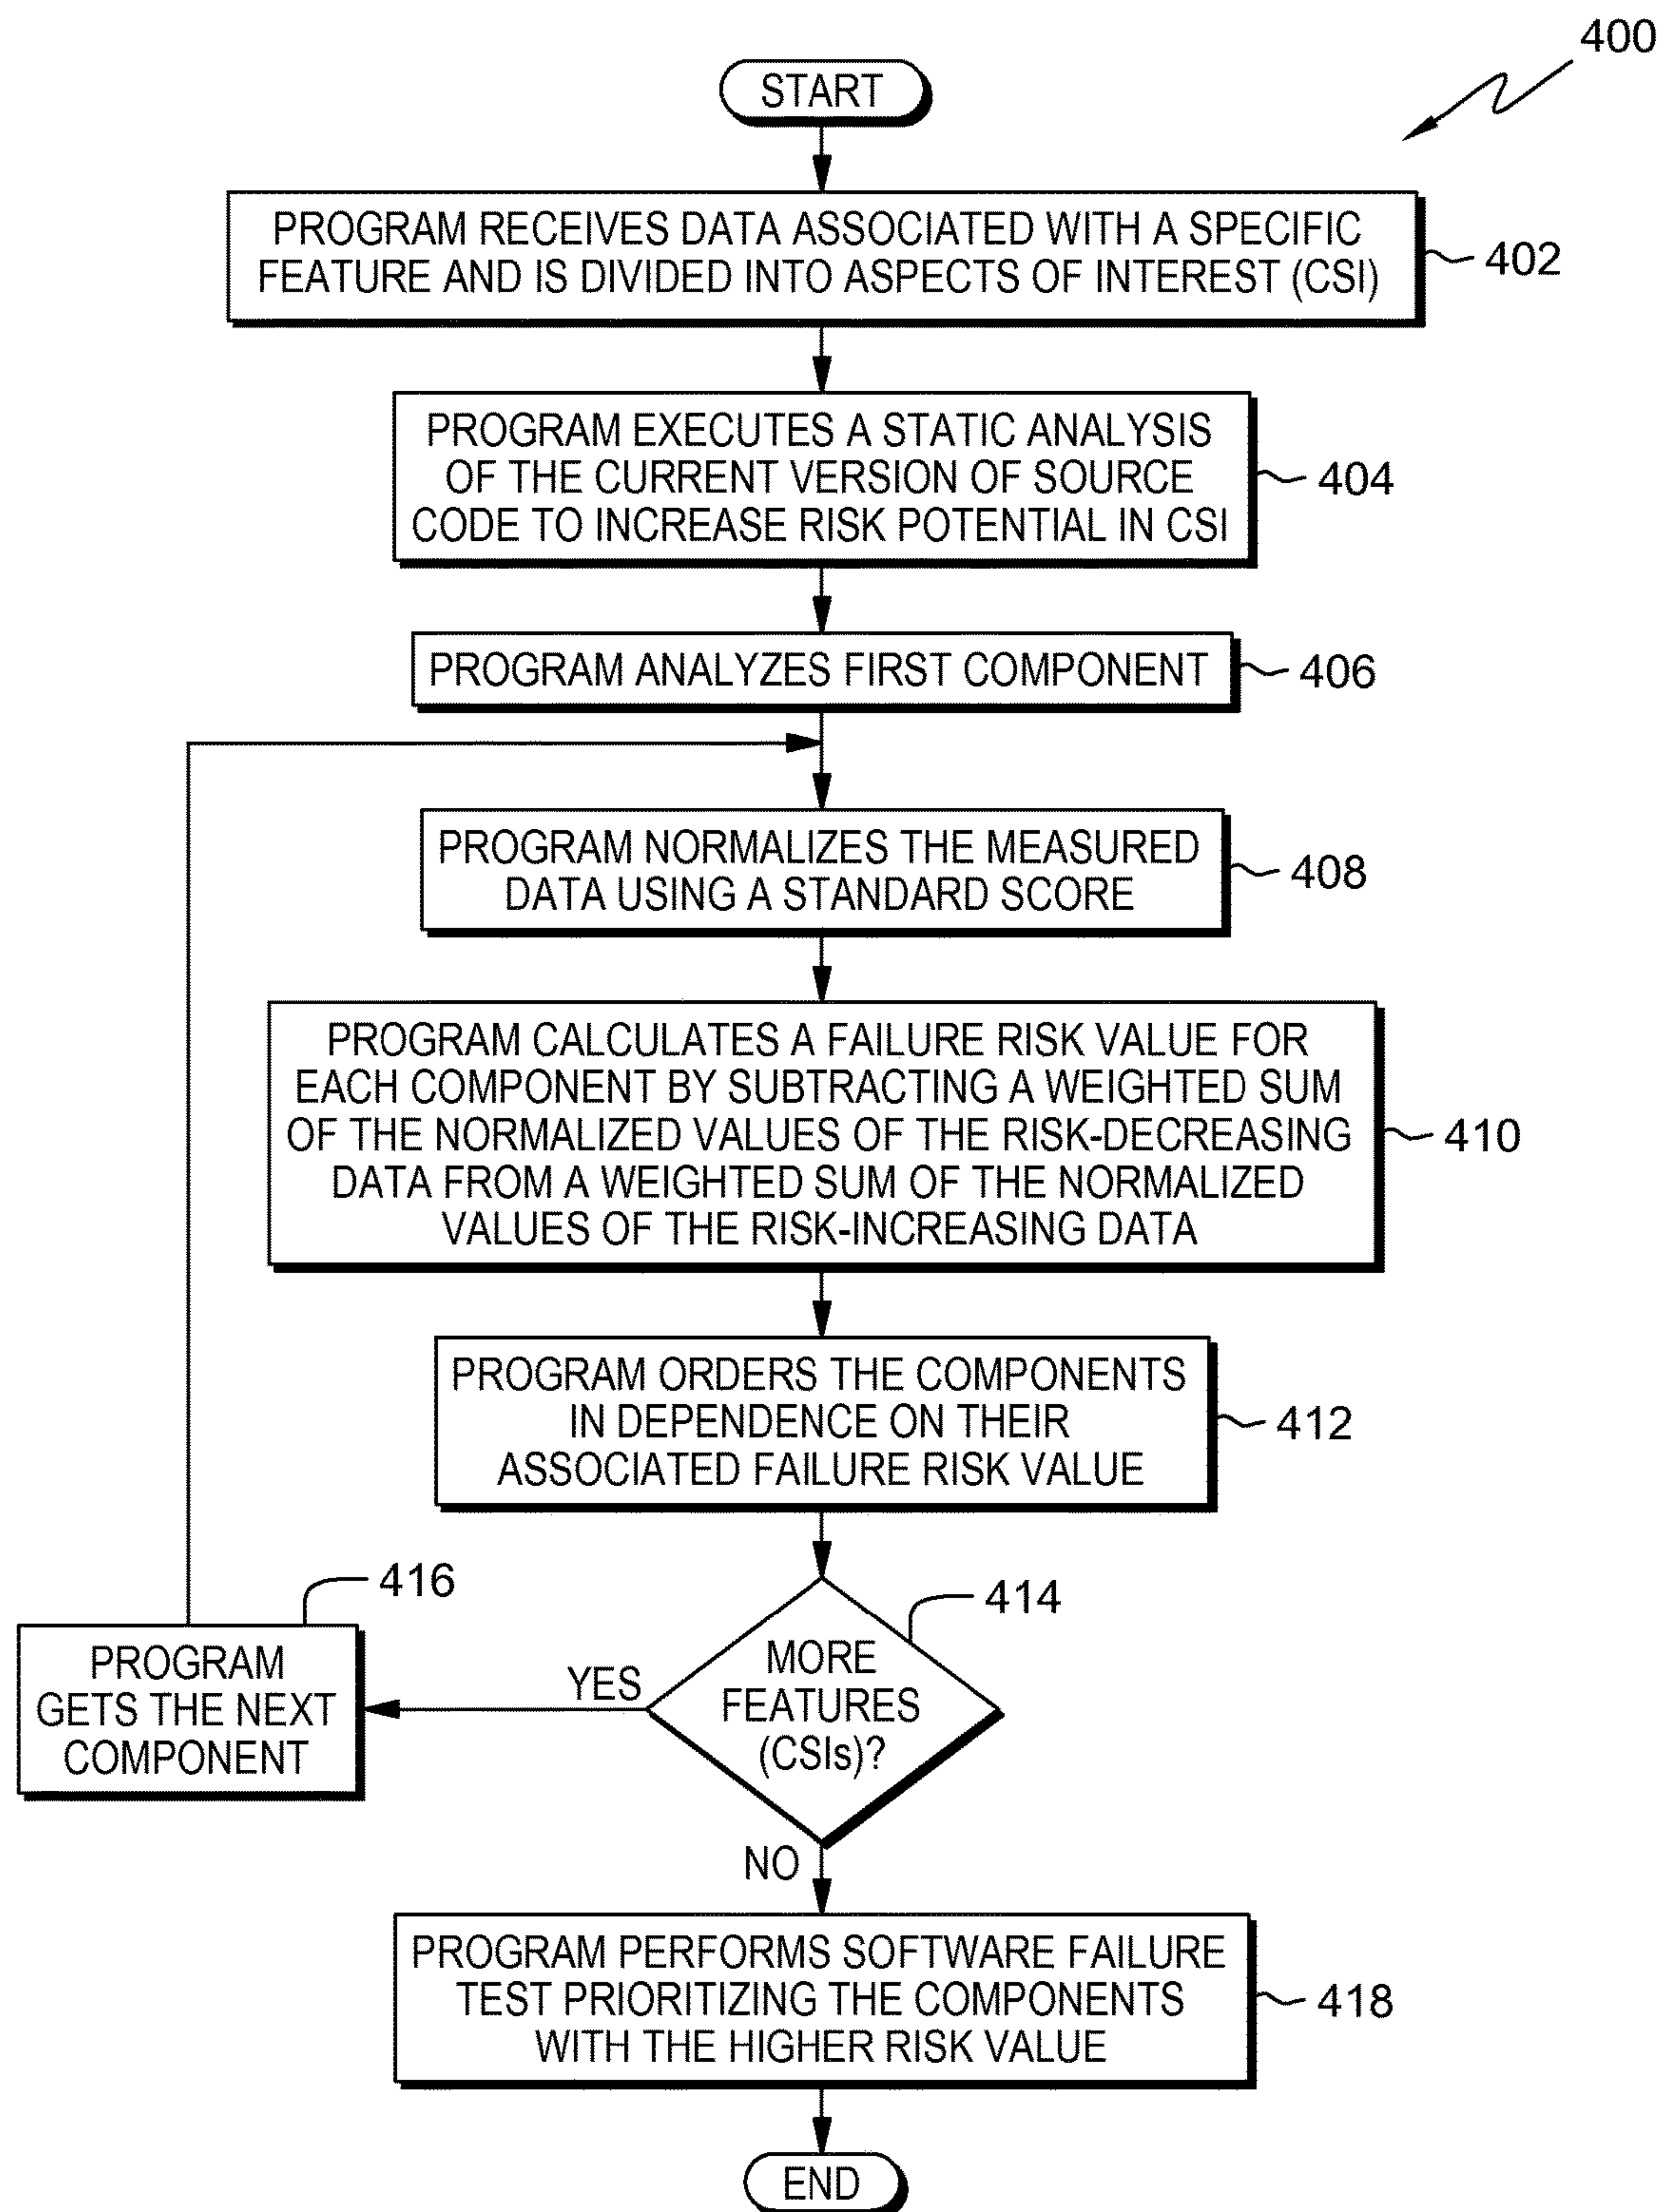 400
START
PROGRAM RECEIVES DATA ASSOCIATED WITH A SPECIFIC
FEATURE AND IS DIVIDED INTO ASPECTS OF INTEREST (CSI)
402
PROGRAM EXECUTES A STATIC ANALYSIS
OF THE CURRENT VERSION OF SOURCE
CODE TO INCREASE RISK POTENTIAL IN CSI
404
PROGRAM ANALYZES FIRST COMPONENT
406
PROGRAM NORMALIZES THE MEASURED
DATA USING A STANDARD SCORE
408
PROGRAM CALCULATES A FAILURE RISK VALUE FOR
EACH COMPONENT BY SUBTRACTING A WEIGHTED SUM
OF THE NORMALIZED VALUES OF THE RISK-DECREASING
DATA FROM A WEIGHTED SUM OF THE NORMALIZED
VALUES OF THE RISK-INCREASING DATA
410
PROGRAM ORDERS THE COMPONENTS
IN DEPENDENCE ON THEIR
ASSOCIATED FAILURE RISK VALUE
412
414
MORE
FEATURES
(CSIs)?
YES
416
PROGRAM
GETS THE NEXT
COMPONENT
NO
PROGRAM PERFORMS SOFTWARE FAILURE
TEST PRIORITIZING THE COMPONENTS
WITH THE HIGHER RISK VALUE
418
END